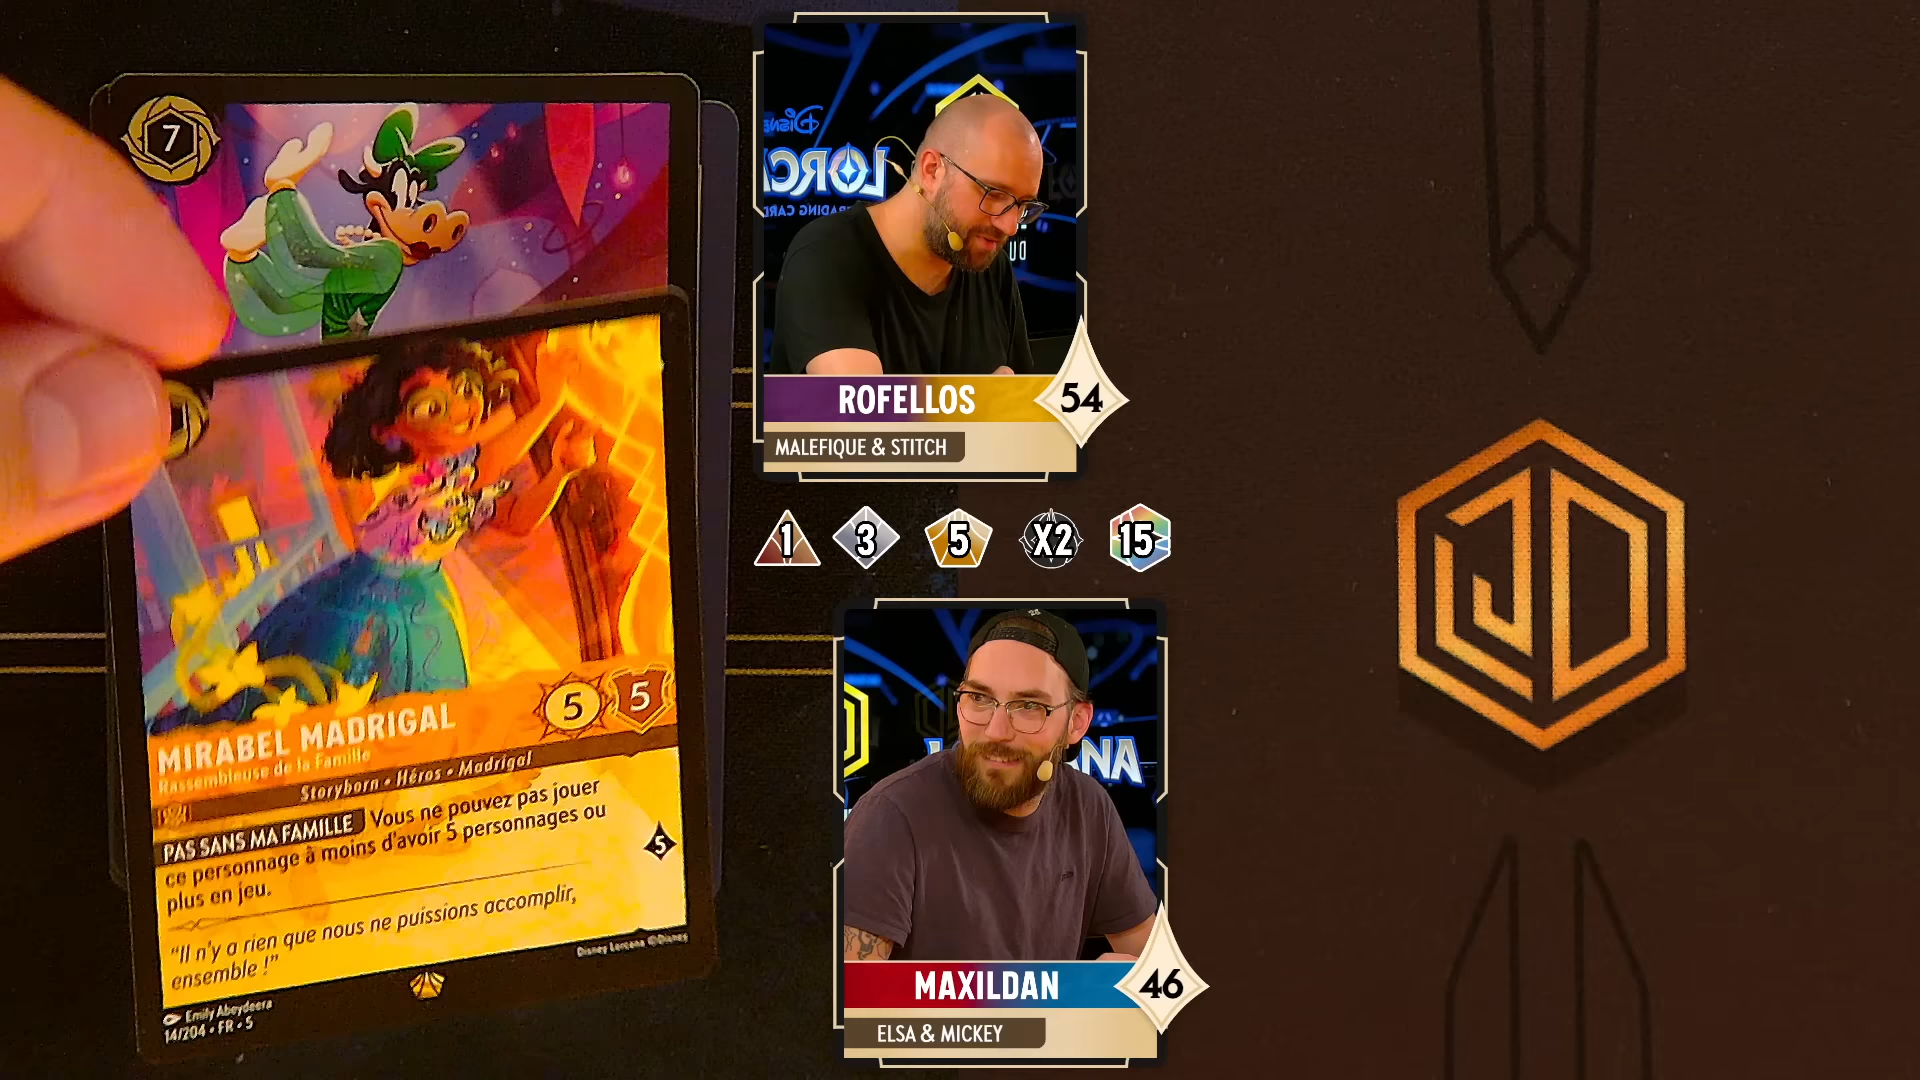 7
ROFELLOS
54
MALEFIQUE & STITCH
1
3
5
X2
15
MAXILDAN
46
ELSA & MICKEY
MIRABEL MADRIGAL
Rassembleuse de la Famille
5
5
Storyborn • Héros • Madrigal
PAS SANS MA FAMILLE Vous ne pouvez pas jouer
ce personnage à moins d'avoir 5 personnages ou
plus en jeu.
5
"Il n'y a rien que nous ne puissions accomplir,
ensemble !"
Disney Lorcana ©Disney
Emily Abeydeera
14/204 • FR • 5
JD